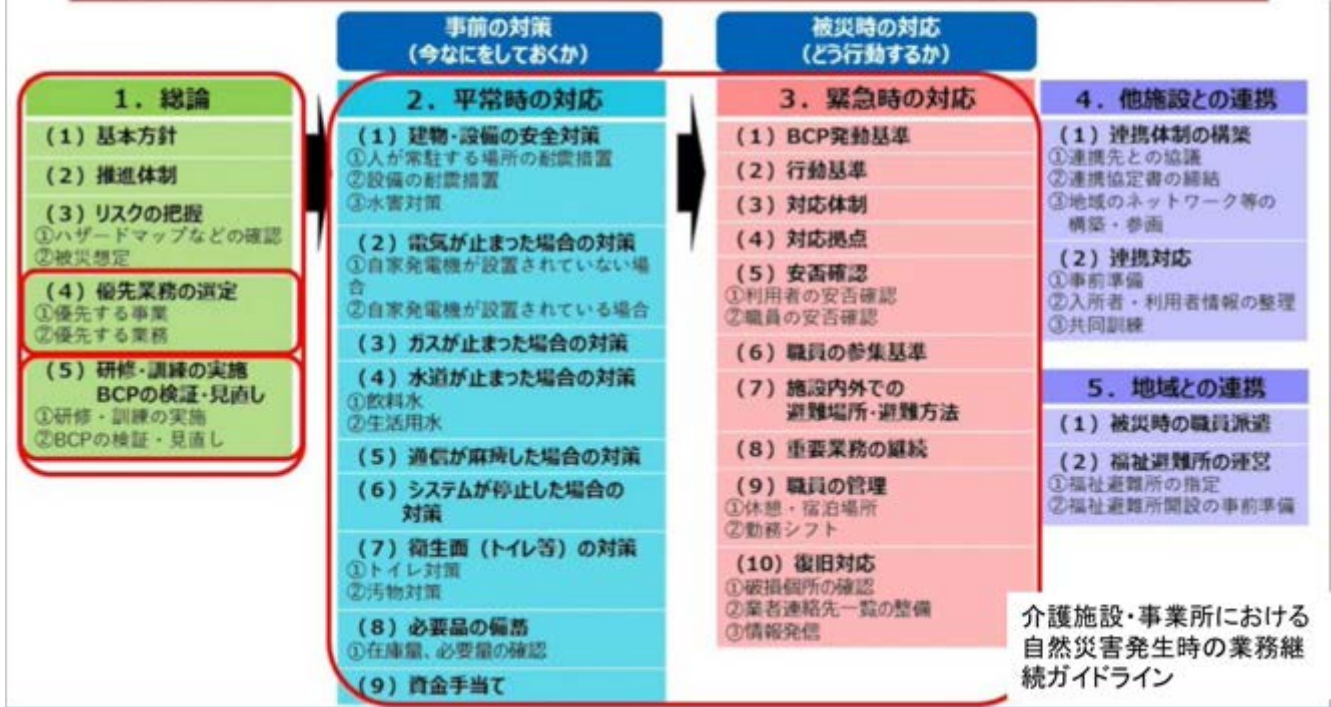 事前の対策
(今なにをしておくか)
被災時の対応
(どう行動するか)
1. 総論
(1) 基本方針
(2) 推進体制
(3) リスクの把握
①ハザードマップなどの確認
②被災想定
(4) 優先業務の選定
①優先する事業
②優先する業務
(5) 研修・訓練の実施
BCPの検証・見直し
①研修・訓練の実施
②BCPの検証・見直し
2. 平常時の対応
(1) 建物・設備の安全対策
①人が常駐する場所の耐震措置
②設備の耐震措置
③水害対策
(2) 電気が止まった場合の対策
①自家発電機が設置されていない場
合
②自家発電機が設置されている場合
(3) ガスが止まった場合の対策
(4) 水道が止まった場合の対策
①飲料水
②生活用水
(5) 通信が麻痺した場合の対策
(6) システムが停止した場合の
対策
(7) 衛生面(トイレ等)の対策
①トイレ対策
②汚物対策
(8) 必要品の備蓄
①在庫量、必要量の確認
(9) 資金手当て
3. 緊急時の対応
(1) BCP発動基準
(2) 行動基準
(3) 対応体制
(4) 対応拠点
(5) 安否確認
①利用者の安否確認
②職員の安否確認
(6) 職員の参集基準
(7) 施設内外での
避難場所・避難方法
(8) 重要業務の継続
(9) 職員の管理
①休憩・宿泊場所
②勤務シフト
(10) 復旧対応
①破損個所の確認
②業者連絡先一覧の整備
③情報発信
4. 他施設との連携
(1) 連携体制の構築
①連携先との協議
②連携協定書の締結
③地域のネットワーク等の
構築・参画
(2) 連携対応
①事前準備
②入所者・利用者情報の整理
③共同訓練
5. 地域との連携
(1) 被災時の職員派遣
(2) 福祉避難所の運営
①福祉避難所の指定
②福祉避難所開設の事前準備
介護施設・事業所における
自然災害発生時の業務継
続ガイドライン